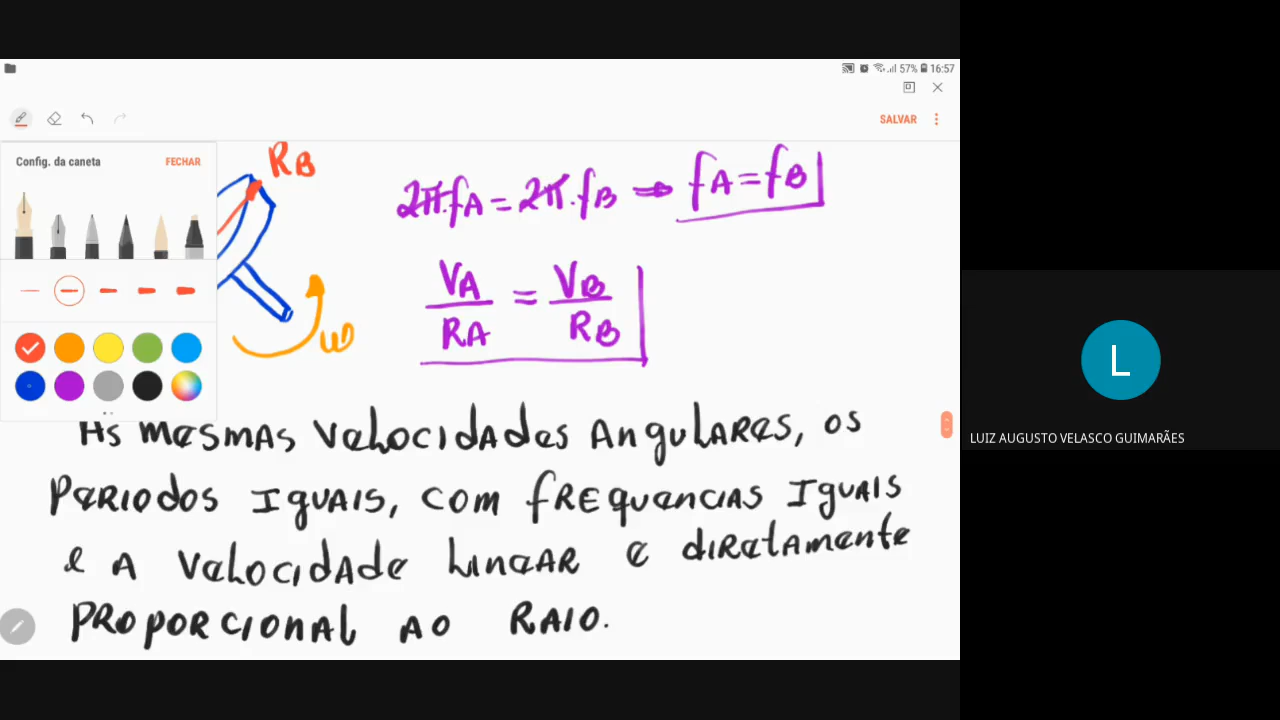 57% 16:57
SALVAR
Config. da caneta FECHAR
RB
2π.fA = 2π.fB ⇒ fA = fB
VA/RA = VB/RB
W
As mesmas velocidades angulares, os
periodos iguais, com frequencias iguais
e a velocidade linear e diretamente
proporcional ao raio.
L
LUIZ AUGUSTO VELASCO GUIMARÃES